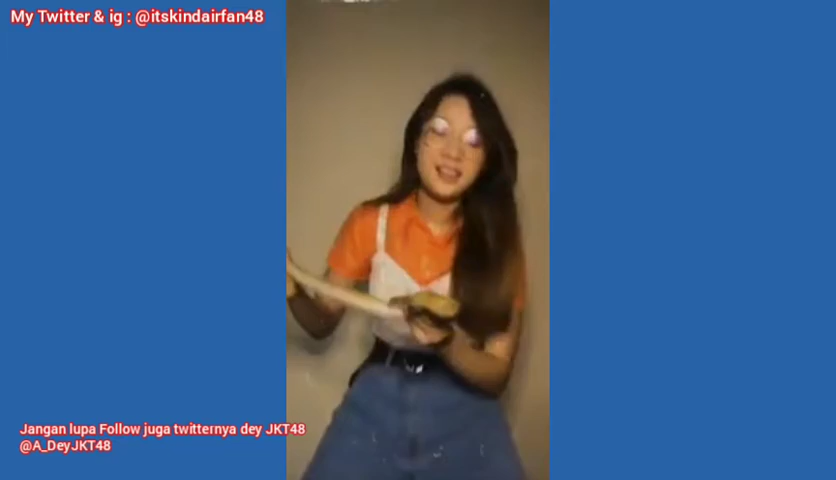 My Twitter & ig : @itskindairfan48
Jangan lupa Follow juga twitternya dey JKT48
@A_DeyJKT48